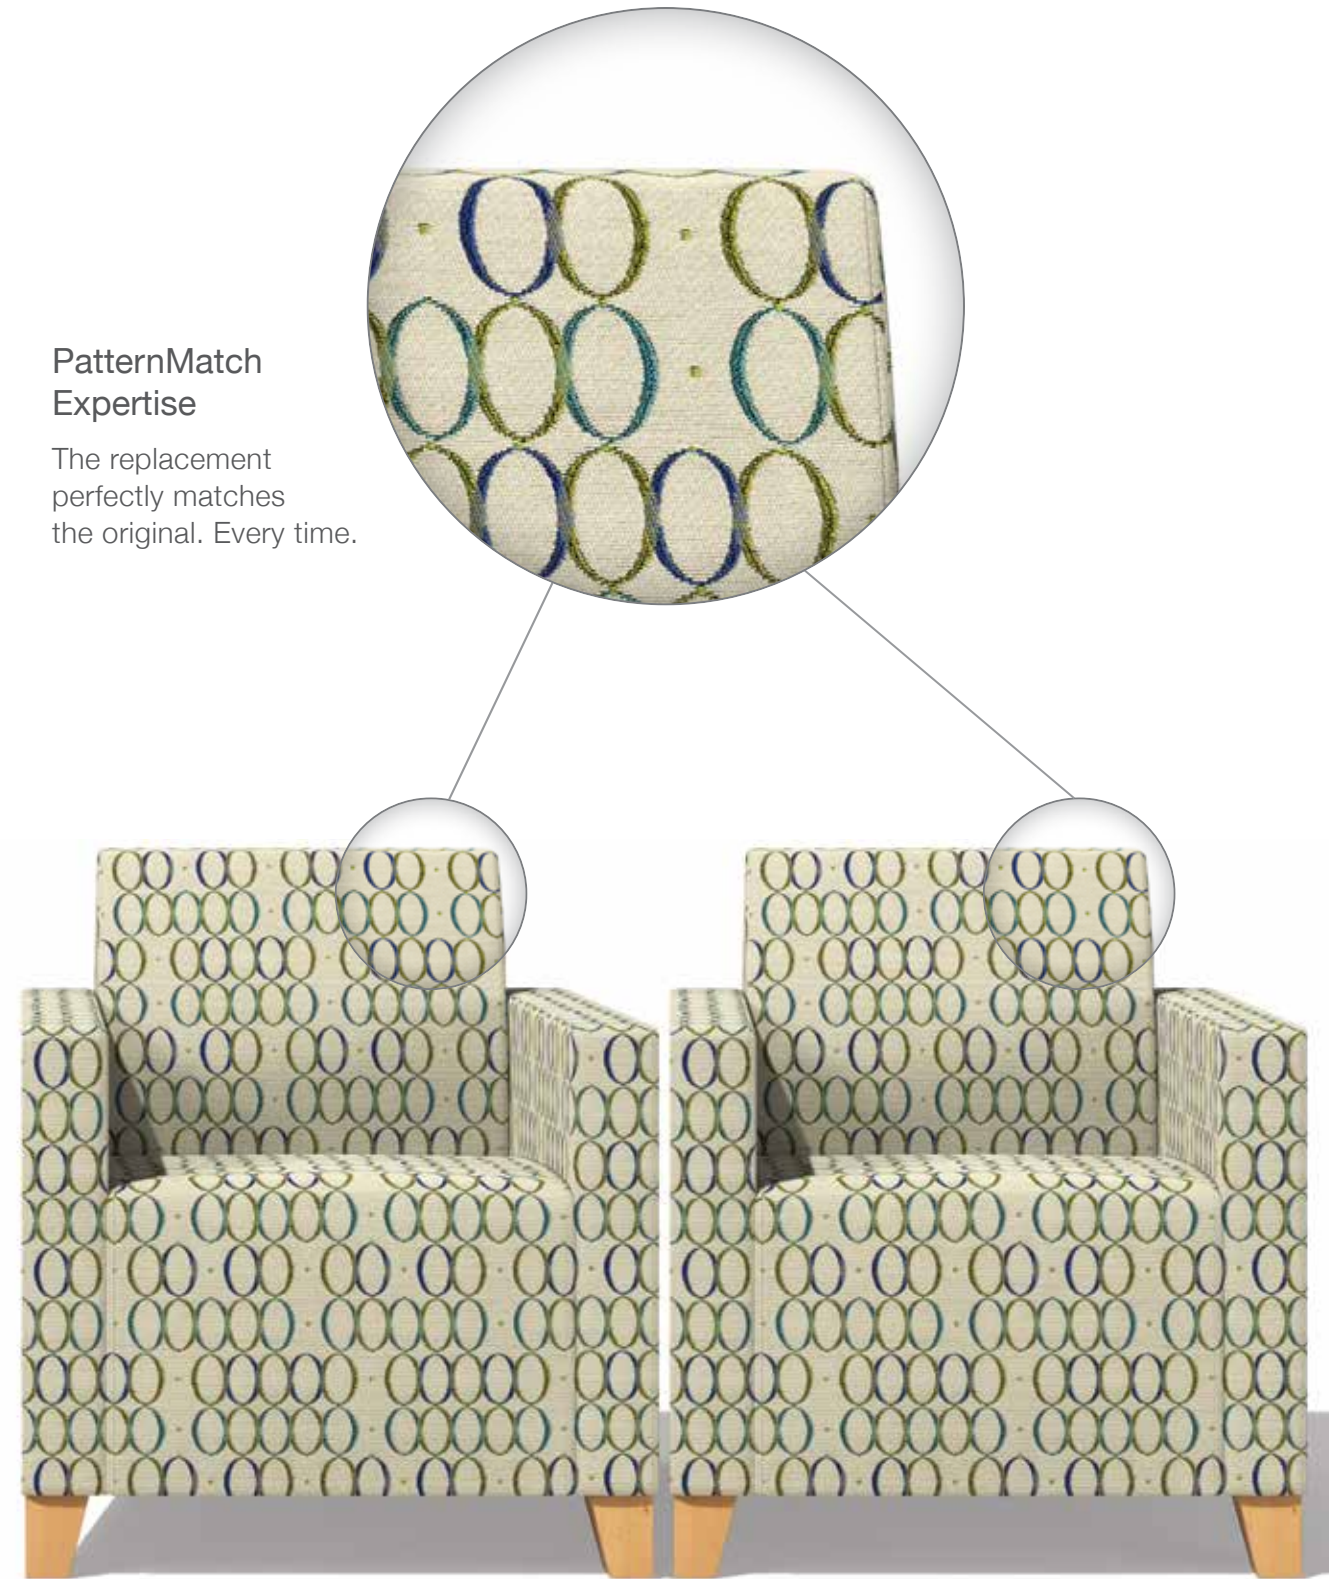 PatternMatch
Expertise
The replacement
perfectly matches
the original. Every time.